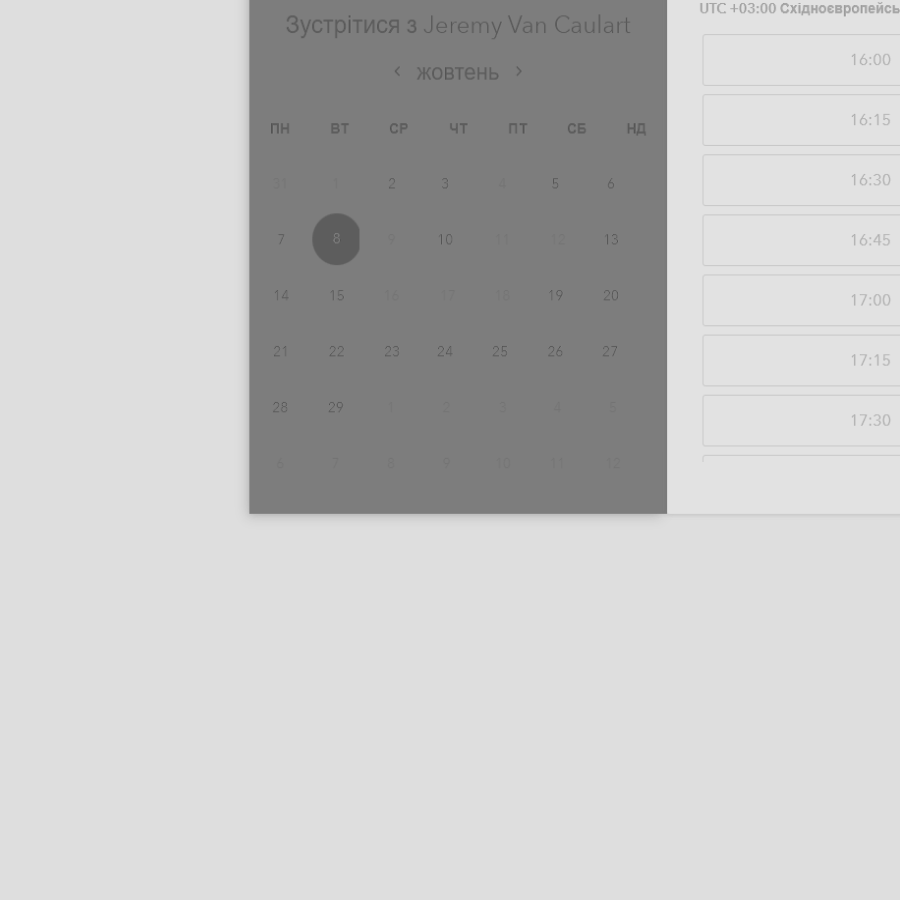 Зустрітися з Jeremy Van Caulart
UTC +03:00 Східноєвропейсь
‹ жовтень ›
ПН ВТ СР ЧТ ПТ СБ НД
31 1 2 3 4 5 6
7 8 9 10 11 12 13
14 15 16 17 18 19 20
21 22 23 24 25 26 27
28 29 1 2 3 4 5
6 7 8 9 10 11 12
16:00
16:15
16:30
16:45
17:00
17:15
17:30